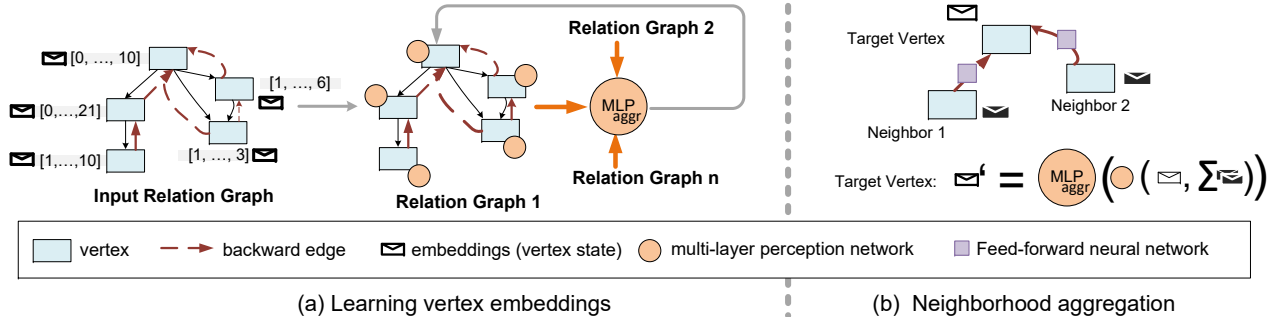 [0, …, 10]
[1, …, 6]
[0,…,21]
[1,…,10]
[1, …, 3]
Input Relation Graph
Relation Graph 1
Relation Graph 2
MLP
aggr
Relation Graph n
Target Vertex
Neighbor 1
Neighbor 2
Target Vertex: ‘ = MLP aggr ( ( , Σ ) )
vertex
backward edge
embeddings (vertex state)
multi-layer perception network
Feed-forward neural network
(a) Learning vertex embeddings
(b) Neighborhood aggregation